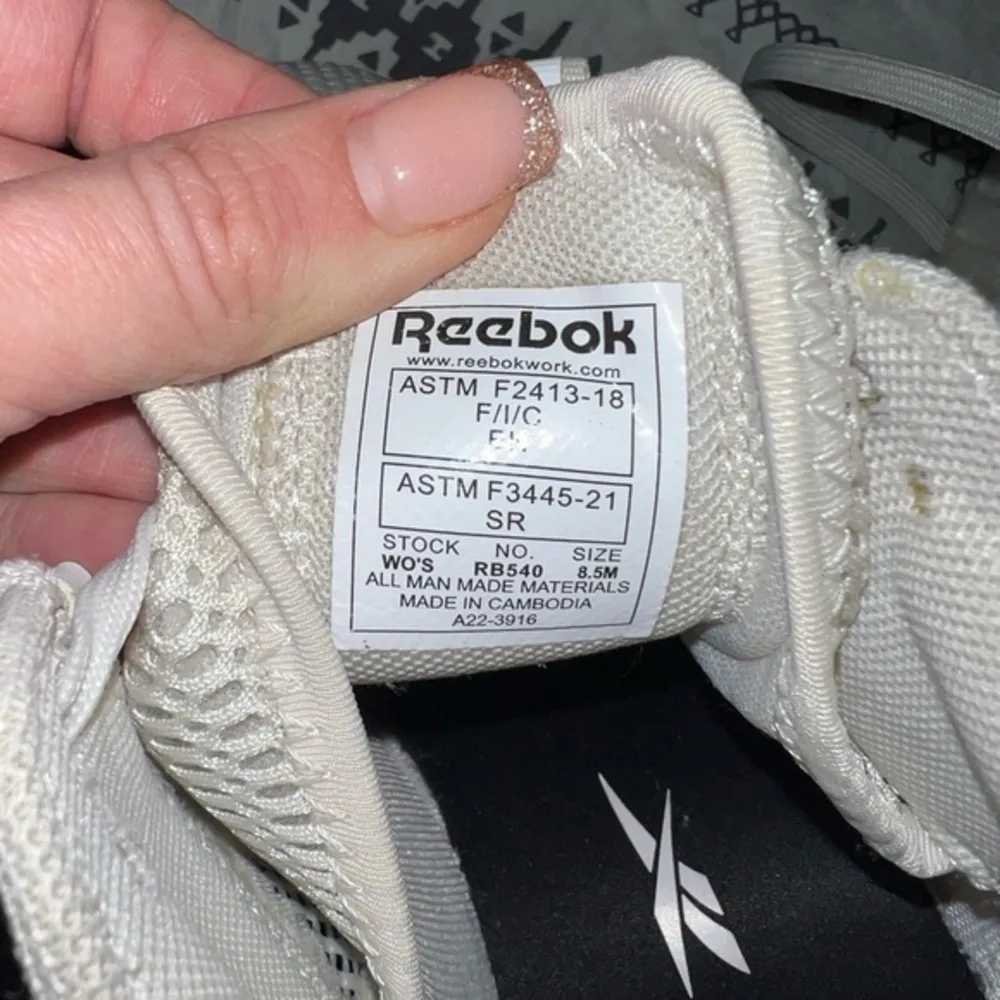 Reebok
www.reebokwork.com
ASTM F2413-18
F/I/C
ASTM F3445-21
SR
STOCK NO. SIZE
WO'S RB540 8.5M
ALL MAN MADE MATERIALS
MADE IN CAMBODIA
A22-3916